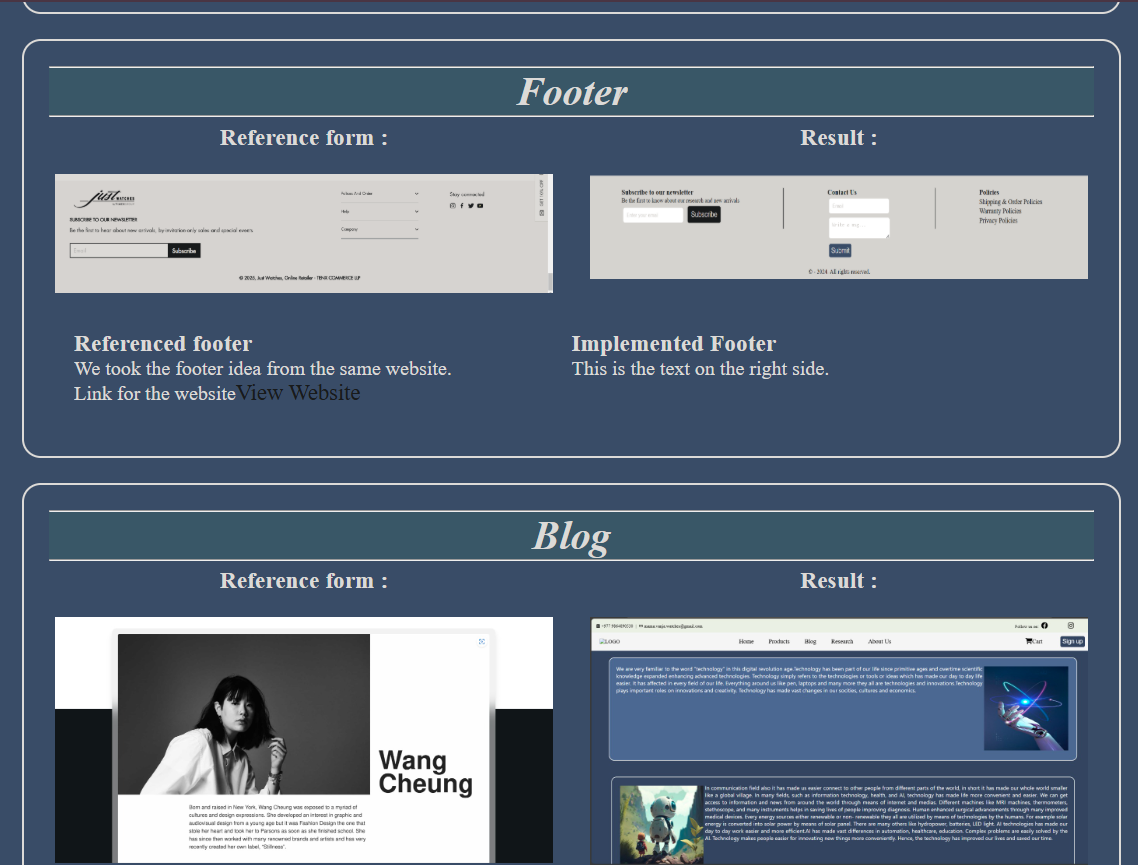 Footer
Reference form :
Result :
just
WATCHES
SUBSCRIBE TO OUR NEWSLETTER
Be the first to hear about new arrivals, by invitation only sales and special events.
Email
Subscribe
Policies And Order
Help
Company
Stay connected
© 2023, Just Watches, Online Retailer - TENX COMMERCE LLP
Subscribe to our newsletter
Be the first to know about our research and new arrivals
Enter your email
Subscribe
Contact Us
Email
Submit
Policies
Shipping & Order Policies
Warranty Policies
Privacy Policies
© - 2024. All rights reserved.
Referenced footer
We took the footer idea from the same website.
Link for the websiteView Website
Implemented Footer
This is the text on the right side.
Blog
Reference form :
Result :
Wang
Cheung
Born and raised in New York, Wang Cheung was exposed to a myriad of
cultures and design expressions. She developed an interest in graphic and
audiovisual design from a young age but it was Fashion Design the one that
stole her heart and took her to Parsons as soon as she finished school. She
has since then worked with many renowned brands and artists and has very
recently created her own label, "Stillness".
Follow us on:
LOGO
Home
Products
Blog
Research
About Us
Cart
Sign up
We are very familiar to the word "technology" in this digital revolution age.Technology has been part of our life since primitive ages and overtime scientific
knowledge expanded enhancing advanced technologies. Technology simply refers to the technologies or tools or ideas which has made our day to day life
easier. It has affected in every field of our life. Everything around us like pen, laptops and many more they all are technologies and innovations.Technology
plays important roles on innovations and creativity. Technology has made vast changes in our socities, cultures and economics.
In communication field also it has made us easier connect to other people from different parts of the world, in short it has made our whole world smaller
like a global village. In many fields, such as information technology, health, and AI, technology has made life more convenient and easier. We can get
access to information and news from around the world through means of internet and medias. Different machines like MRI machines, thermometers,
stethoscope, and many instruments helps in saving lives of people improving diagnosis. Human enhanced surgical advancements through many improved
medical devices. Every energy sources either renewable or non- renewable they all are utilized by means of technologies by the humans. For example solar
energy is converted into solar power by means of solar panel. There are many others like hydropower, batteries, LED light. AI technologies has made our
day to day work easier and more efficient.AI has made vast differences in automation, healthcare, education. Complex problems are easily solved by the
AI. Technology makes people easier for innovating new things more conveniently. Hence, the technology has improved our lives and saved our time.